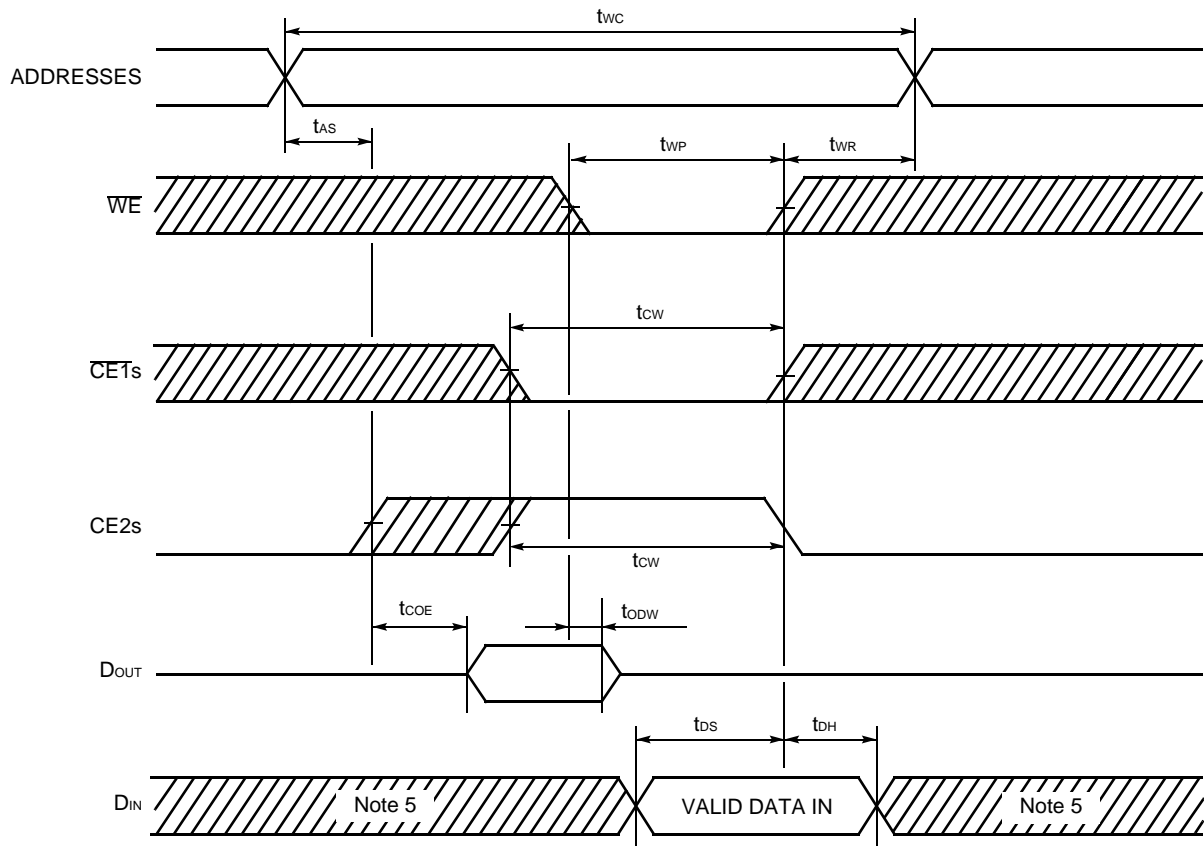 tWC
ADDRESSES
tAS
tWP
tWR
WE
tCW
CE1s
CE2s
tCW
tCOE
tODW
DOUT
tDS
tDH
DIN
Note 5
VALID DATA IN
Note 5